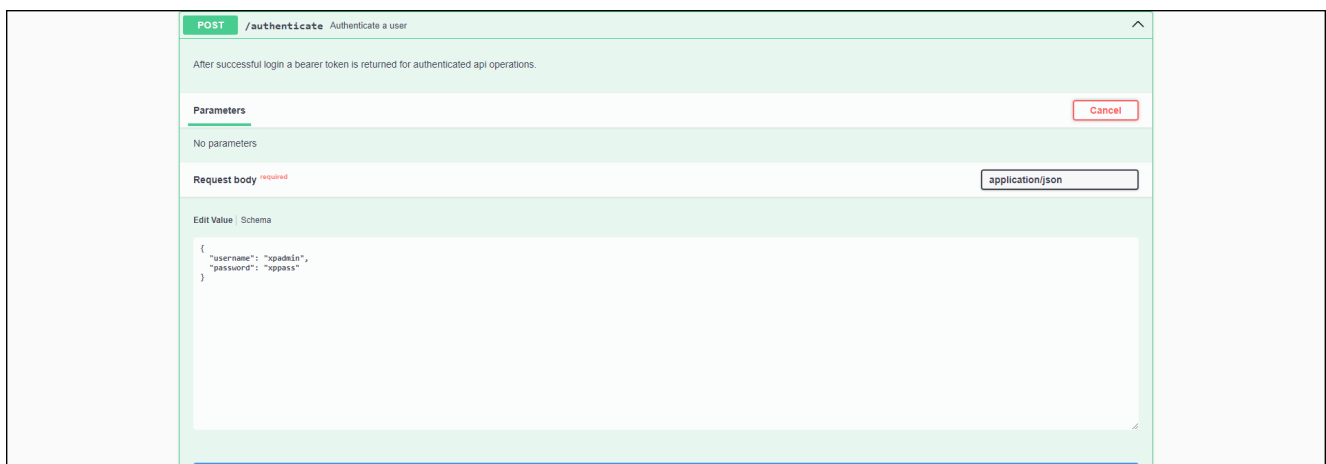 POST /authenticate Authenticate a user
After successful login a bearer token is returned for authenticated api operations.
Parameters
Cancel
No parameters
Request body required
application/json
Edit Value | Schema
{
  "username": "xpadmin",
  "password": "xppass"
}